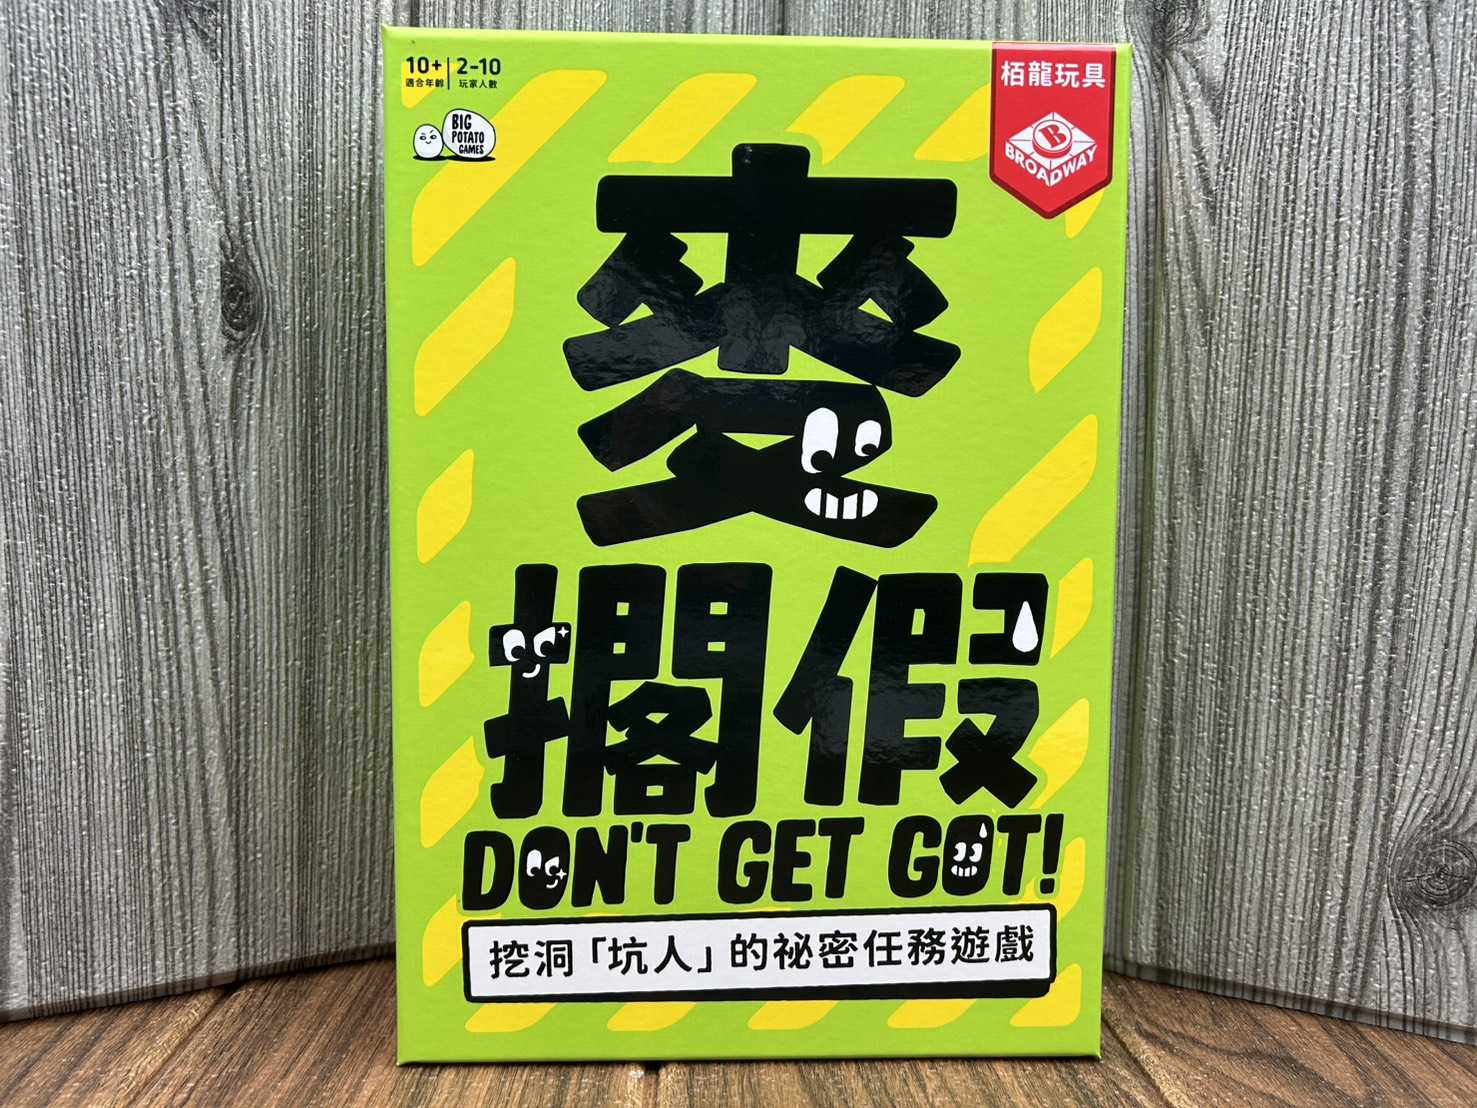 10+ 2-10
適合年齡 玩家人數
BIG
POTATO
GAMES
栢龍玩具
B
BROADWAY
麥
擱假
DON'T GET GOT!
挖洞「坑人」的祕密任務遊戲